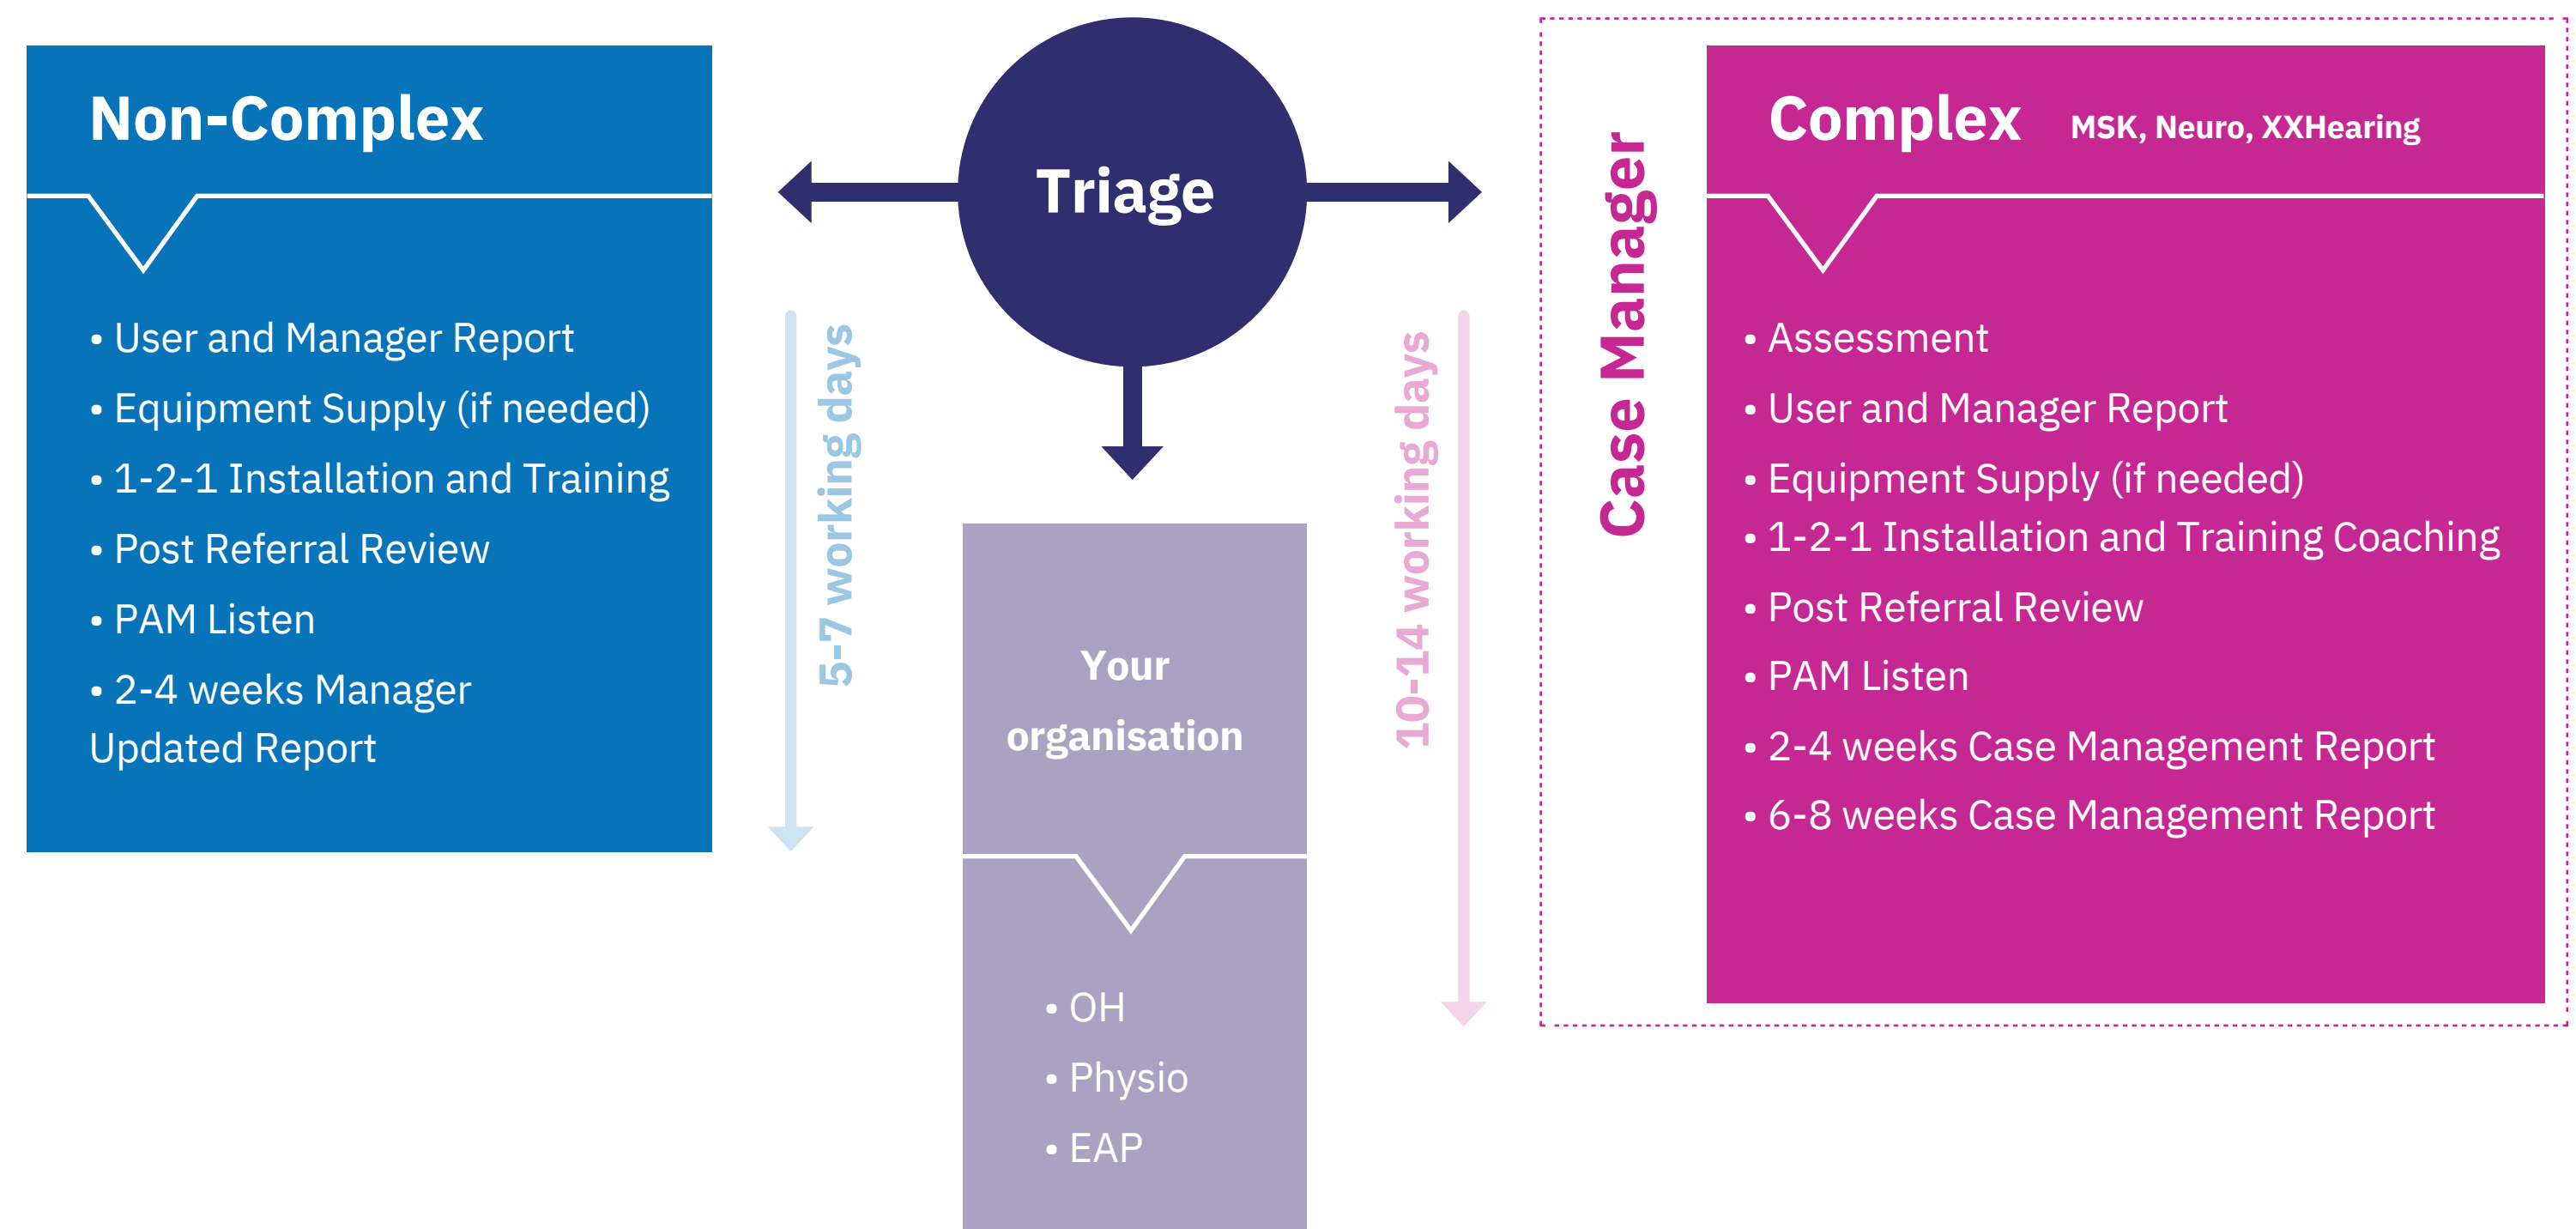 Non-Complex
• User and Manager Report
• Equipment Supply (if needed)
• 1-2-1 Installation and Training
• Post Referral Review
• PAM Listen
• 2-4 weeks Manager
Updated Report
5-7 working days
Triage
Your
organisation
• OH
• Physio
• EAP
10-14 working days
Case Manager
Complex MSK, Neuro, XXHearing
• Assessment
• User and Manager Report
• Equipment Supply (if needed)
• 1-2-1 Installation and Training Coaching
• Post Referral Review
• PAM Listen
• 2-4 weeks Case Management Report
• 6-8 weeks Case Management Report